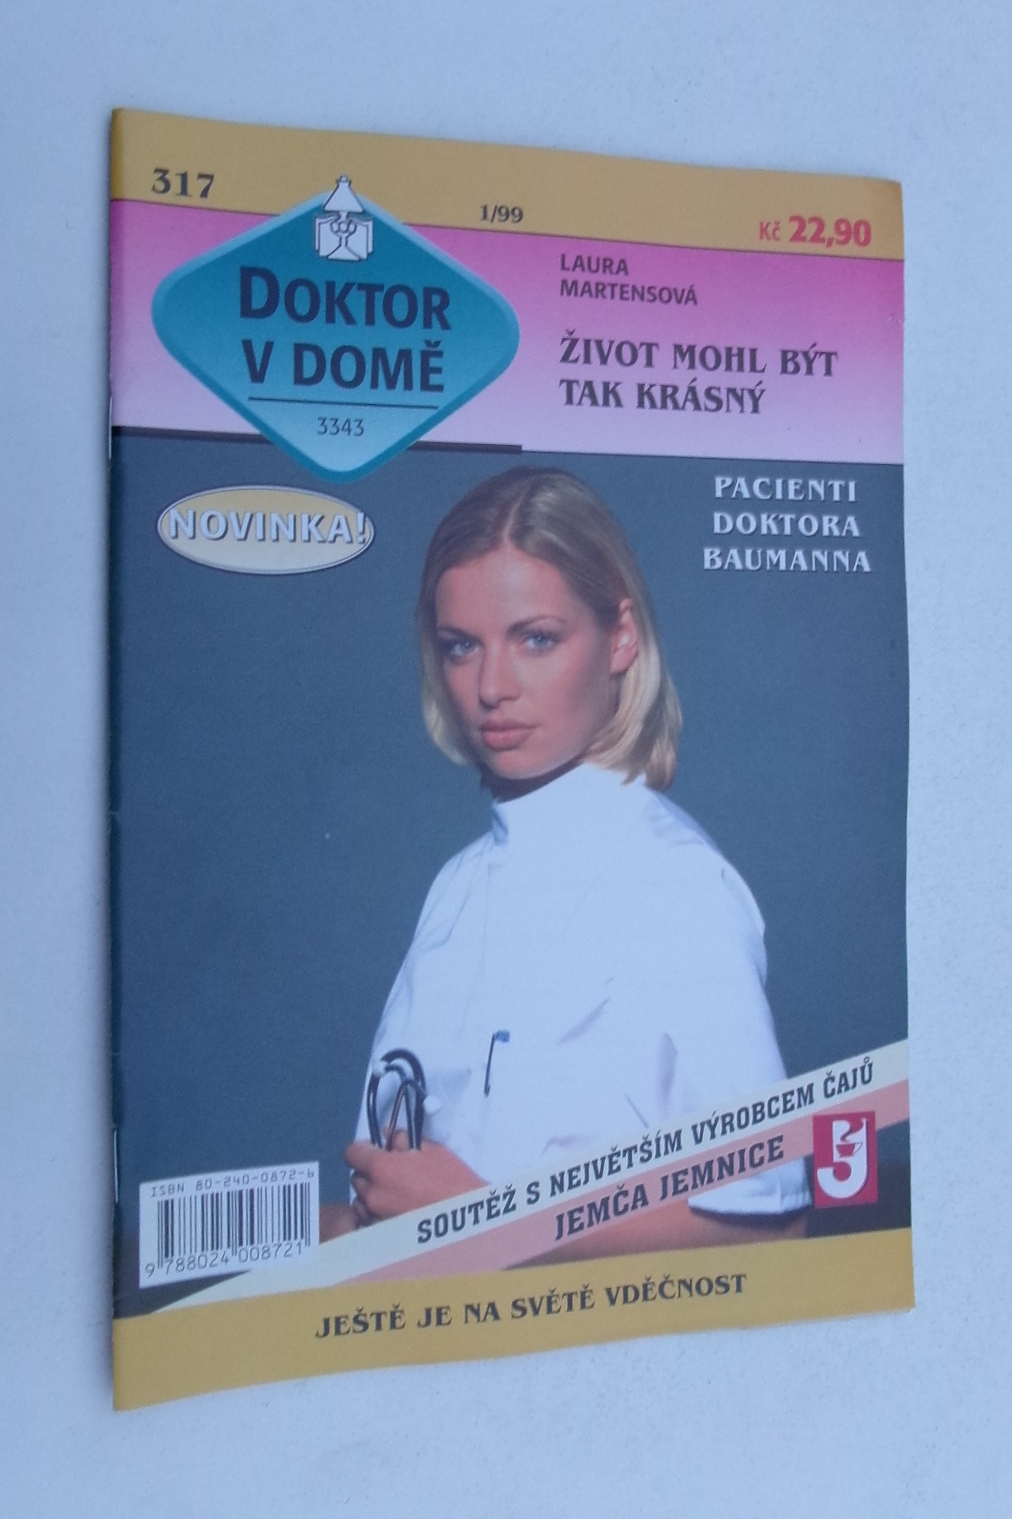 317
1/99
Kč 22,90
DOKTOR
V DOMĚ
3343
LAURA
MARTENSOVÁ
ŽIVOT MOHL BÝT
TAK KRÁSNÝ
NOVINKA!
PACIENTI
DOKTORA
BAUMANNA
SOUTĚŽ S NEJVĚTŠÍM VÝROBCEM ČAJŮ
JEMČA JEMNICE
ISBN 80-240-0872-6
9 788024 008721
JEŠTĚ JE NA SVĚTĚ VDĚČNOST